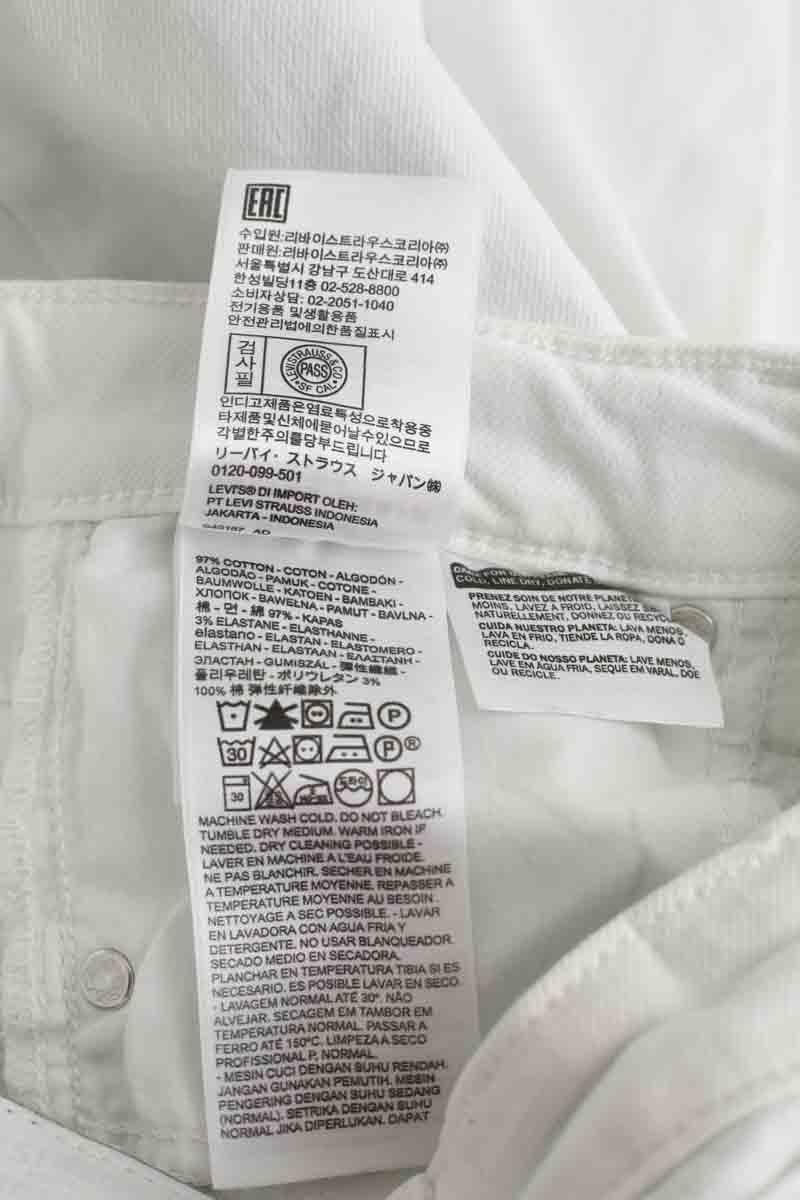 EAC
수입원:리바이스트라우스코리아㈜
판매원:리바이스트라우스코리아㈜
서울특별시 강남구 도산대로 414
한성빌딩11층 02-528-8800
소비자상담: 02-2051-1040
전기용품 및생활용품
안전관리법에의한품질표시
검사필
LEVI STRAUSS & CO
PASS
SF CAL
인디고제품은염료특성으로착용중
타제품및신체에묻어날수있으므로
각별한주의를당부드립니다
リーバイ・ストラウス ジャパン㈱
0120-099-501
LEVI'S® DI IMPORT OLEH:
PT LEVI STRAUSS INDONESIA
JAKARTA - INDONESIA
97% COTTON - COTON - ALGODÓN -
ALGODÃO - PAMUK - COTONE -
BAUMWOLLE - KATOEN - BAMBAKI -
ХЛОПОК - BAWEŁNA - PAMUT - BAVLNA -
棉 - 면 - 綿 97% - KAPAS
3% ELASTANE - ELASTHANNE -
elastano - ELASTAN - ELASTOMERO -
ELASTHAN - ELASTAAN - ΕΛΑΣΤΑΝΗ -
ЭЛАСТАН - GUMISZÁL - 彈性纖維 -
폴리우레탄 - ポリウレタン 3%
100% 棉 弹性纤维除外
P
30 P
30 드라이
MACHINE WASH COLD. DO NOT BLEACH.
TUMBLE DRY MEDIUM. WARM IRON IF
NEEDED. DRY CLEANING POSSIBLE -
LAVER EN MACHINE A L'EAU FROIDE.
NE PAS BLANCHIR. SECHER EN MACHINE
A TEMPERATURE MOYENNE. REPASSER A
TEMPERATURE MOYENNE AU BESOIN.
NETTOYAGE A SEC POSSIBLE. - LAVAR
EN LAVADORA CON AGUA FRIA Y
DETERGENTE. NO USAR BLANQUEADOR.
SECADO MEDIO EN SECADORA.
PLANCHAR EN TEMPERATURA TIBIA SI ES
NECESARIO. ES POSIBLE LAVAR EN SECO.
- LAVAGEM NORMAL ATÉ 30º. NÃO
ALVEJAR. SECAGEM EM TAMBOR EM
TEMPERATURA NORMAL. PASSAR A
FERRO ATÉ 150ºC. LIMPEZA A SECO
PROFISSIONAL P, NORMAL.
- MESIN CUCI DENGAN SUHU RENDAH.
JANGAN GUNAKAN PEMUTIH. MESIN
PENGERING DENGAN SUHU SEDANG
(NORMAL). SETRIKA DENGAN SUHU
NORMAL JIKA DIPERLUKAN. DAPAT
CARE FOR
COLD, LINE DRY, DONATE
PRENEZ SOIN DE NOTRE PLANETE
MOINS, LAVEZ A FROID, LAISSEZ SE
NATURELLEMENT, DONNEZ OU RECYCL
CUIDA NUESTRO PLANETA: LAVA MENOS,
LAVA EN FRIO, TIENDE LA ROPA, DONA O
RECICLA.
CUIDE DO NOSSO PLANETA: LAVE MENOS,
LAVE EM ÁGUA FRIA, SEQUE EM VARAL, DOE
OU RECICLE.